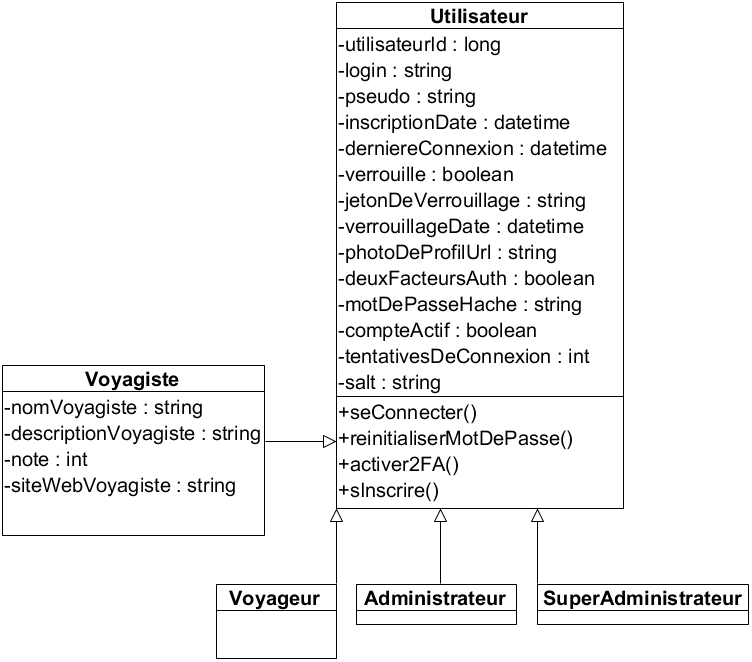 Utilisateur
-utilisateurId : long
-login : string
-pseudo : string
-inscriptionDate : datetime
-derniereConnexion : datetime
-verrouille : boolean
-jetonDeVerrouillage : string
-verrouillageDate : datetime
-photoDeProfilUrl : string
-deuxFacteursAuth : boolean
-motDePasseHache : string
-compteActif : boolean
-tentativesDeConnexion : int
-salt : string
+seConnecter()
+reinitialiserMotDePasse()
+activer2FA()
+sInscrire()
Voyagiste
-nomVoyagiste : string
-descriptionVoyagiste : string
-note : int
-siteWebVoyagiste : string
Voyageur
Administrateur
SuperAdministrateur